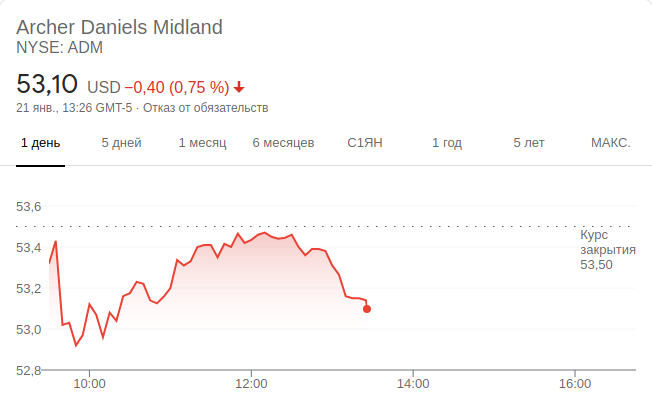 Archer Daniels Midland
NYSE: ADM
53,10 USD −0,40 (0,75 %)
21 янв., 13:26 GMT-5 · Отказ от обязательств
1 день 5 дней 1 месяц 6 месяцев С1ЯН 1 год 5 лет МАКС.
53,6
Курс
закрытия
53,50
53,4
53,2
53,0
52,8
10:00 12:00 14:00 16:00